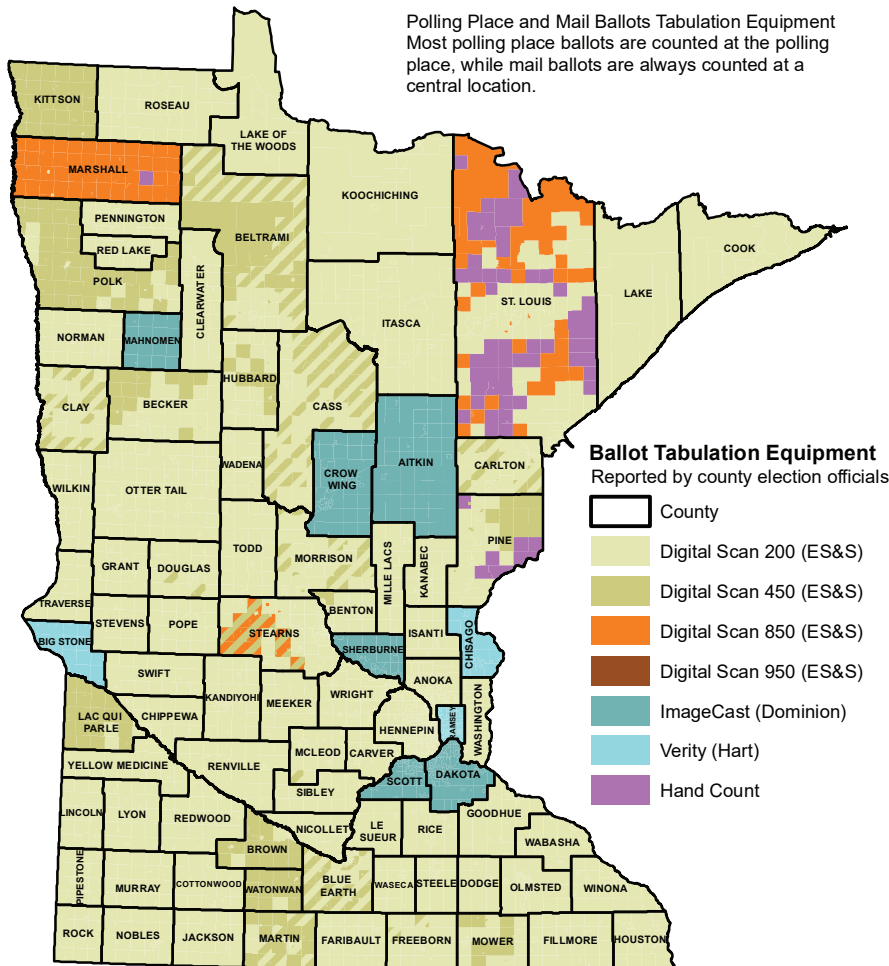 Polling Place and Mail Ballots Tabulation Equipment
Most polling place ballots are counted at the polling
place, while mail ballots are always counted at a
central location.
KITTSON
ROSEAU
LAKE OF
THE WOODS
MARSHALL
KOOCHICHING
PENNINGTON
BELTRAMI
RED LAKE
POLK
CLEARWATER
COOK
LAKE
ST. LOUIS
ITASCA
NORMAN
MAHNOMEN
HUBBARD
CLAY
BECKER
CASS
WADENA
CROW
WING
AITKIN
CARLTON
WILKIN
OTTER TAIL
PINE
TODD
MORRISON
MILLE LACS
KANABEC
GRANT
DOUGLAS
TRAVERSE
STEVENS
POPE
STEARNS
BENTON
ISANTI
CHISAGO
BIG STONE
SHERBURNE
SWIFT
KANDIYOHI
MEEKER
WRIGHT
ANOKA
WASHINGTON
RAMSEY
LAC QUI
PARLE
CHIPPEWA
HENNEPIN
YELLOW MEDICINE
RENVILLE
MCLEOD
CARVER
SCOTT
DAKOTA
SIBLEY
LINCOLN
LYON
REDWOOD
NICOLLET
LE
SUEUR
RICE
GOODHUE
WABASHA
BROWN
PIPESTONE
MURRAY
COTTONWOOD
WATONWAN
BLUE
EARTH
WASECA
STEELE
DODGE
OLMSTED
WINONA
ROCK
NOBLES
JACKSON
MARTIN
FARIBAULT
FREEBORN
MOWER
FILLMORE
HOUSTON
Ballot Tabulation Equipment
Reported by county election officials
County
Digital Scan 200 (ES&S)
Digital Scan 450 (ES&S)
Digital Scan 850 (ES&S)
Digital Scan 950 (ES&S)
ImageCast (Dominion)
Verity (Hart)
Hand Count